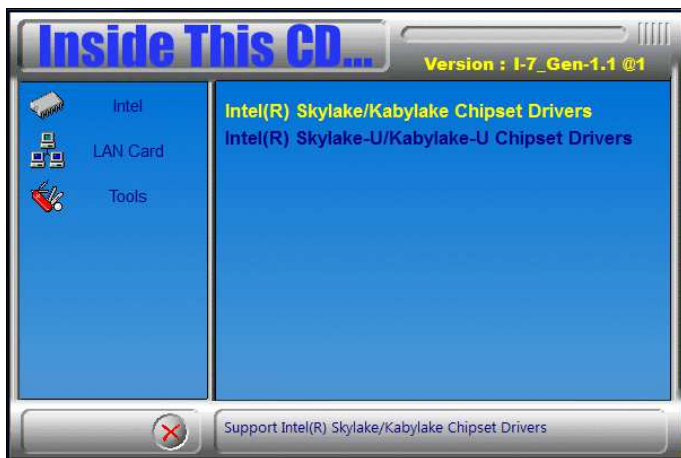 Inside This CD...
Version : I-7_Gen-1.1 @1
Intel
LAN Card
Tools
Intel(R) Skylake/Kabylake Chipset Drivers
Intel(R) Skylake-U/Kabylake-U Chipset Drivers
Support Intel(R) Skylake/Kabylake Chipset Drivers